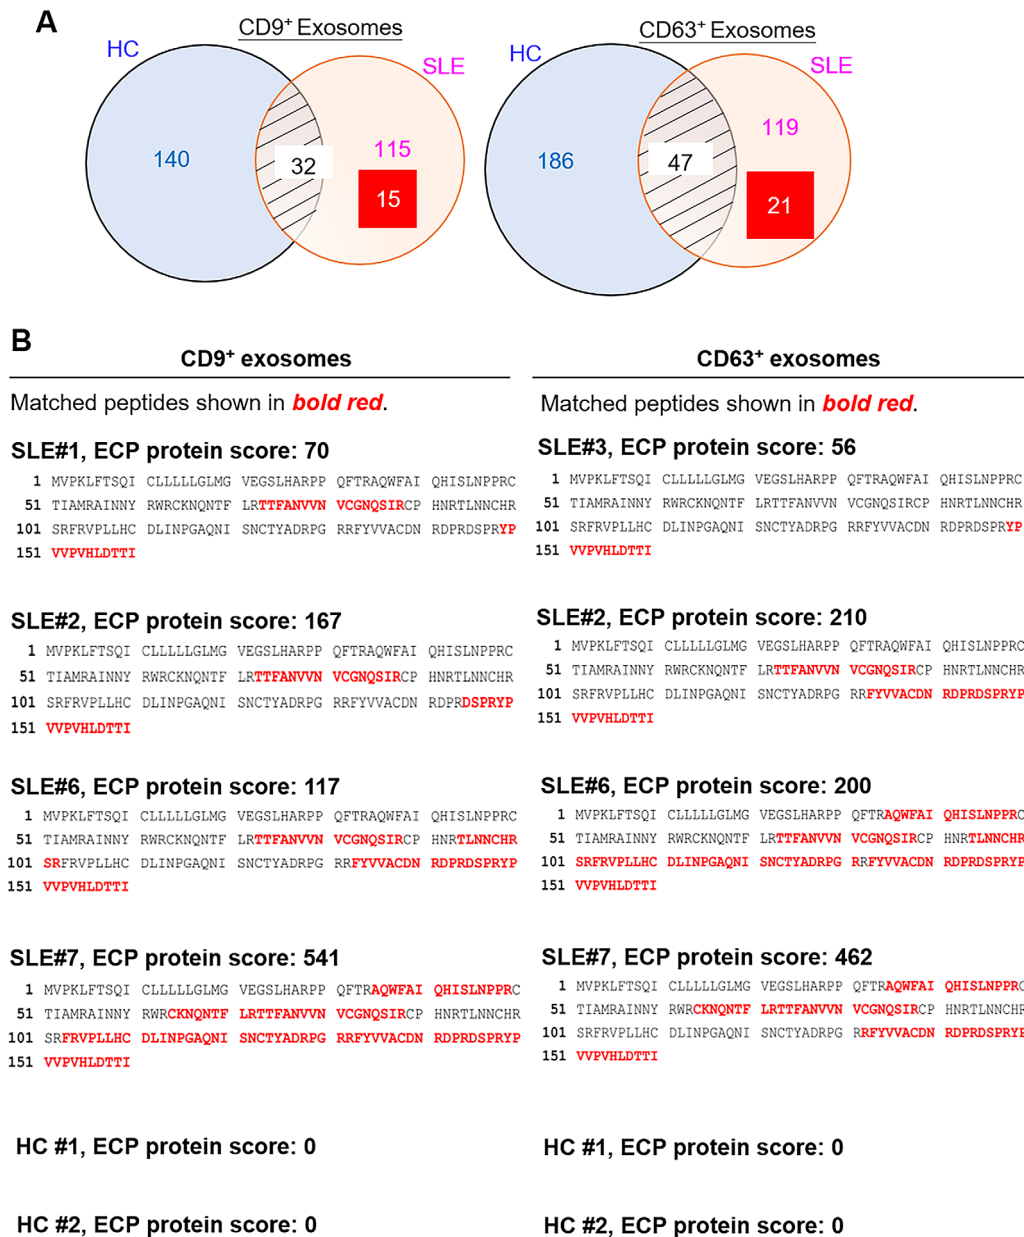 A
CD9+ Exosomes
HC
SLE
140
32
115
15
CD63+ Exosomes
HC
SLE
186
47
119
21
B
CD9+ exosomes
Matched peptides shown in bold red.
SLE#1, ECP protein score: 70
1 MVPKLFTSQI CLLLLLGLMG VEGSLHARPP QFTRAQWFAI QHISLNPPRC
51 TIAMRAINNY RWRCKNQNTF LRTTFANVVN VCGNQSIRCP HNRTLNNCHR
101 SRFRVPLLHC DLINPGAQNI SNCTYADRPG RRFYVVACDN RDPRDSPRYP
151 VVPVHLDTTI
SLE#2, ECP protein score: 167
1 MVPKLFTSQI CLLLLLGLMG VEGSLHARPP QFTRAQWFAI QHISLNPPRC
51 TIAMRAINNY RWRCKNQNTF LRTTFANVVN VCGNQSIRCP HNRTLNNCHR
101 SRFRVPLLHC DLINPGAQNI SNCTYADRPG RRFYVVACDN RDPRDSPRYP
151 VVPVHLDTTI
SLE#6, ECP protein score: 117
1 MVPKLFTSQI CLLLLLGLMG VEGSLHARPP QFTRAQWFAI QHISLNPPRC
51 TIAMRAINNY RWRCKNQNTF LRTTFANVVN VCGNQSIRCP HNRTLNNCHR
101 SRFRVPLLHC DLINPGAQNI SNCTYADRPG RRFYVVACDN RDPRDSPRYP
151 VVPVHLDTTI
SLE#7, ECP protein score: 541
1 MVPKLFTSQI CLLLLLGLMG VEGSLHARPP QFTRAQWFAI QHISLNPPRC
51 TIAMRAINNY RWRCKNQNTF LRTTFANVVN VCGNQSIRCP HNRTLNNCHR
101 SRFRVPLLHC DLINPGAQNI SNCTYADRPG RRFYVVACDN RDPRDSPRYP
151 VVPVHLDTTI
HC #1, ECP protein score: 0
HC #2, ECP protein score: 0
CD63+ exosomes
Matched peptides shown in bold red.
SLE#3, ECP protein score: 56
1 MVPKLFTSQI CLLLLLGLMG VEGSLHARPP QFTRAQWFAI QHISLNPPRC
51 TIAMRAINNY RWRCKNQNTF LRTTFANVVN VCGNQSIRCP HNRTLNNCHR
101 SRFRVPLLHC DLINPGAQNI SNCTYADRPG RRFYVVACDN RDPRDSPRYP
151 VVPVHLDTTI
SLE#2, ECP protein score: 210
1 MVPKLFTSQI CLLLLLGLMG VEGSLHARPP QFTRAQWFAI QHISLNPPRC
51 TIAMRAINNY RWRCKNQNTF LRTTFANVVN VCGNQSIRCP HNRTLNNCHR
101 SRFRVPLLHC DLINPGAQNI SNCTYADRPG RRFYVVACDN RDPRDSPRYP
151 VVPVHLDTTI
SLE#6, ECP protein score: 200
1 MVPKLFTSQI CLLLLLGLMG VEGSLHARPP QFTRAQWFAI QHISLNPPRC
51 TIAMRAINNY RWRCKNQNTF LRTTFANVVN VCGNQSIRCP HNRTLNNCHR
101 SRFRVPLLHC DLINPGAQNI SNCTYADRPG RRFYVVACDN RDPRDSPRYP
151 VVPVHLDTTI
SLE#7, ECP protein score: 462
1 MVPKLFTSQI CLLLLLGLMG VEGSLHARPP QFTRAQWFAI QHISLNPPRC
51 TIAMRAINNY RWRCKNQNTF LRTTFANVVN VCGNQSIRCP HNRTLNNCHR
101 SRFRVPLLHC DLINPGAQNI SNCTYADRPG RRFYVVACDN RDPRDSPRYP
151 VVPVHLDTTI
HC #1, ECP protein score: 0
HC #2, ECP protein score: 0